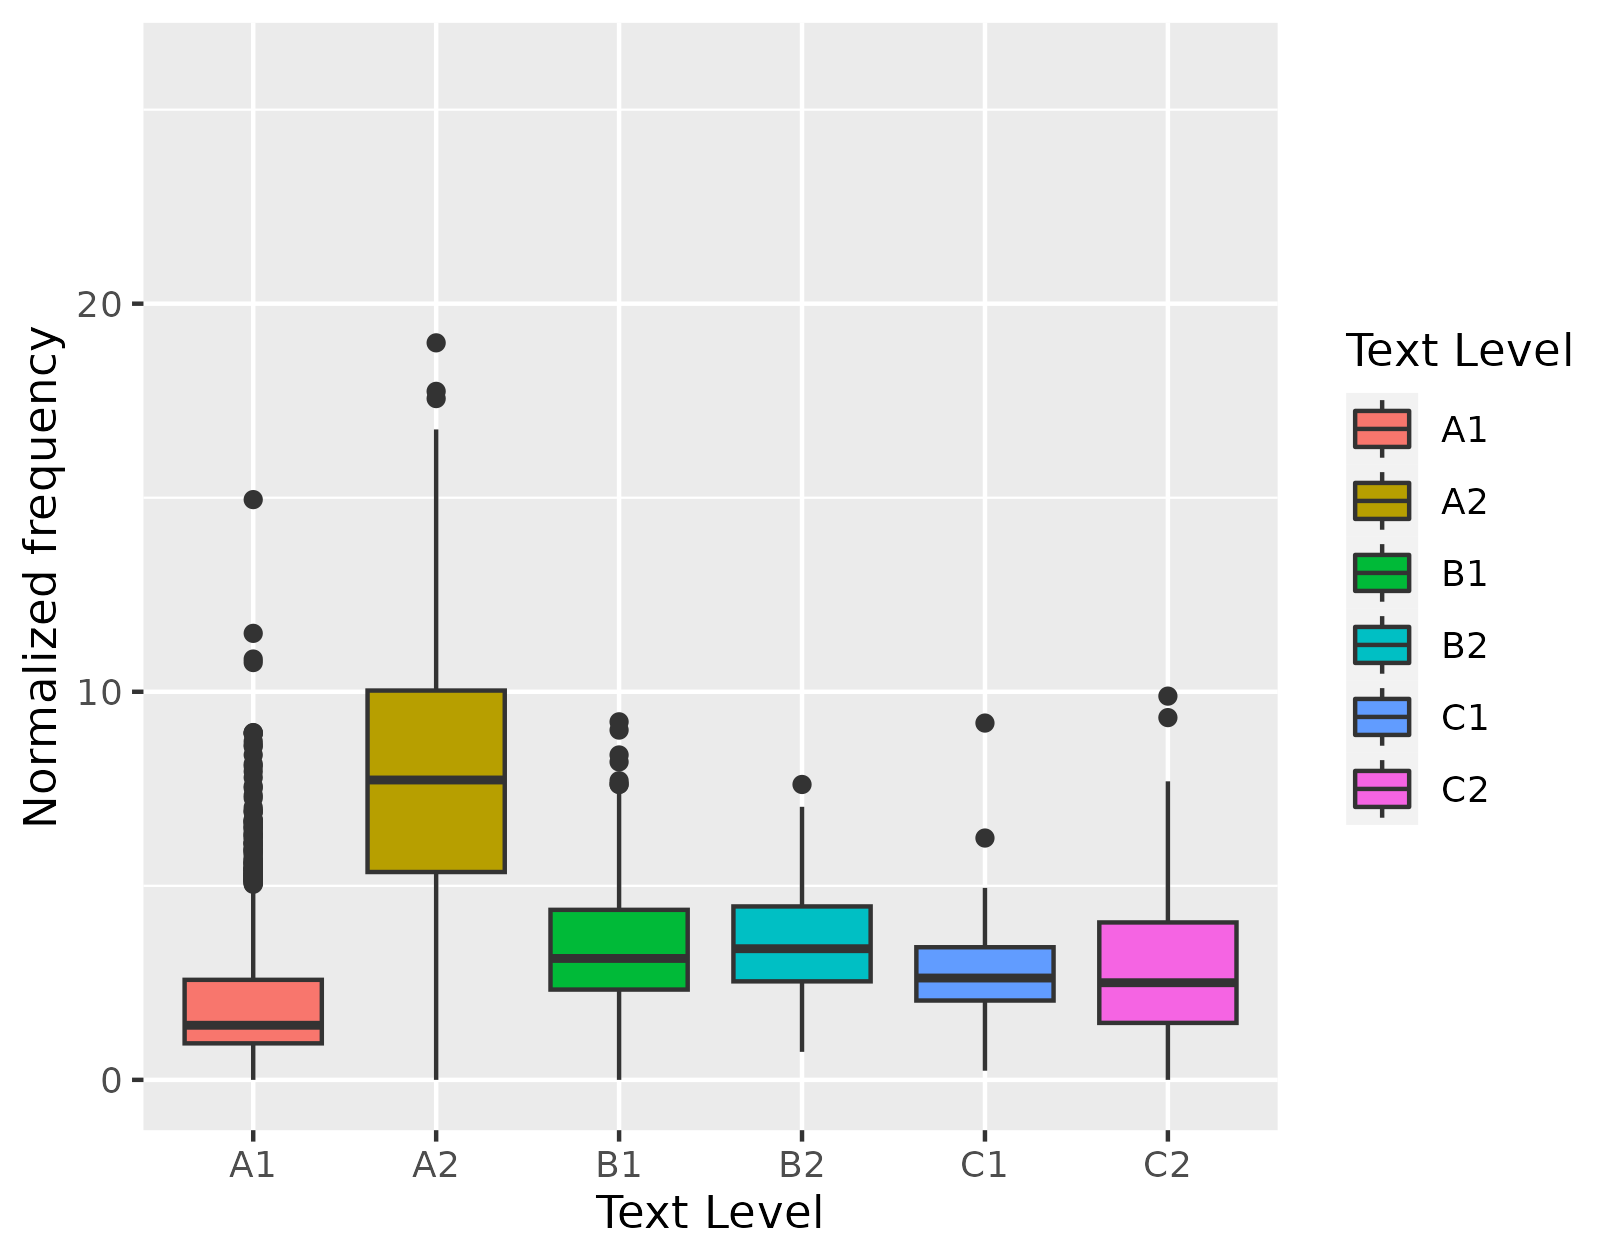 Normalized frequency
20
10
0
A1 A2 B1 B2 C1 C2
Text Level
Text Level
A1
A2
B1
B2
C1
C2